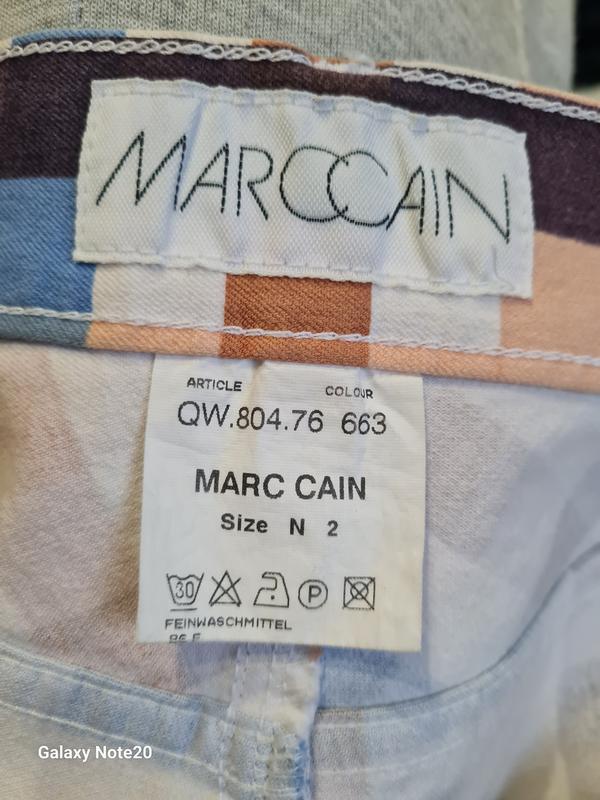 MARCCAIN
ARTICLE COLOUR
QW.804.76 663
MARC CAIN
Size N 2
30 P
FEINWASCHMITTEL
Galaxy Note20